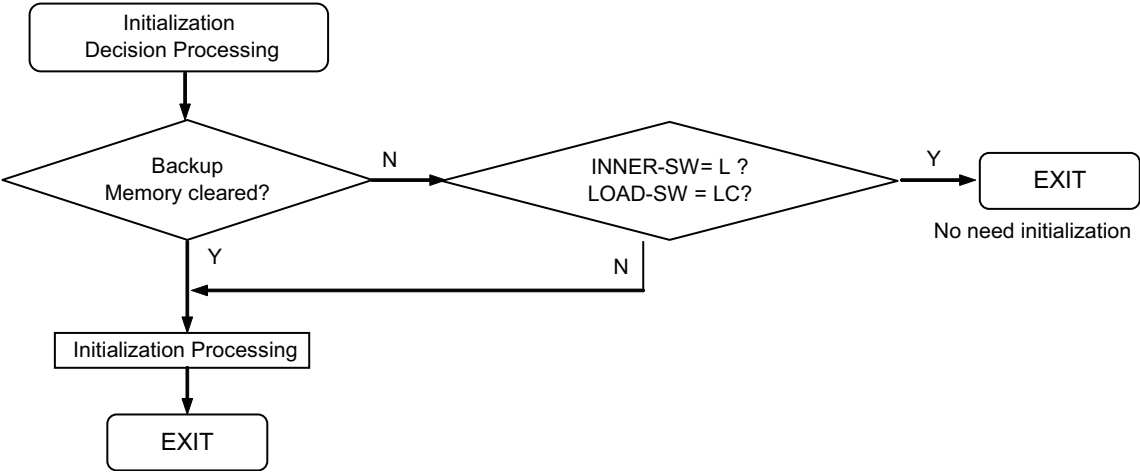 Initialization
Decision Processing
Backup
Memory cleared?
N
INNER-SW= L ?
LOAD-SW = LC?
Y
EXIT
No need initialization
Y
N
Initialization Processing
EXIT